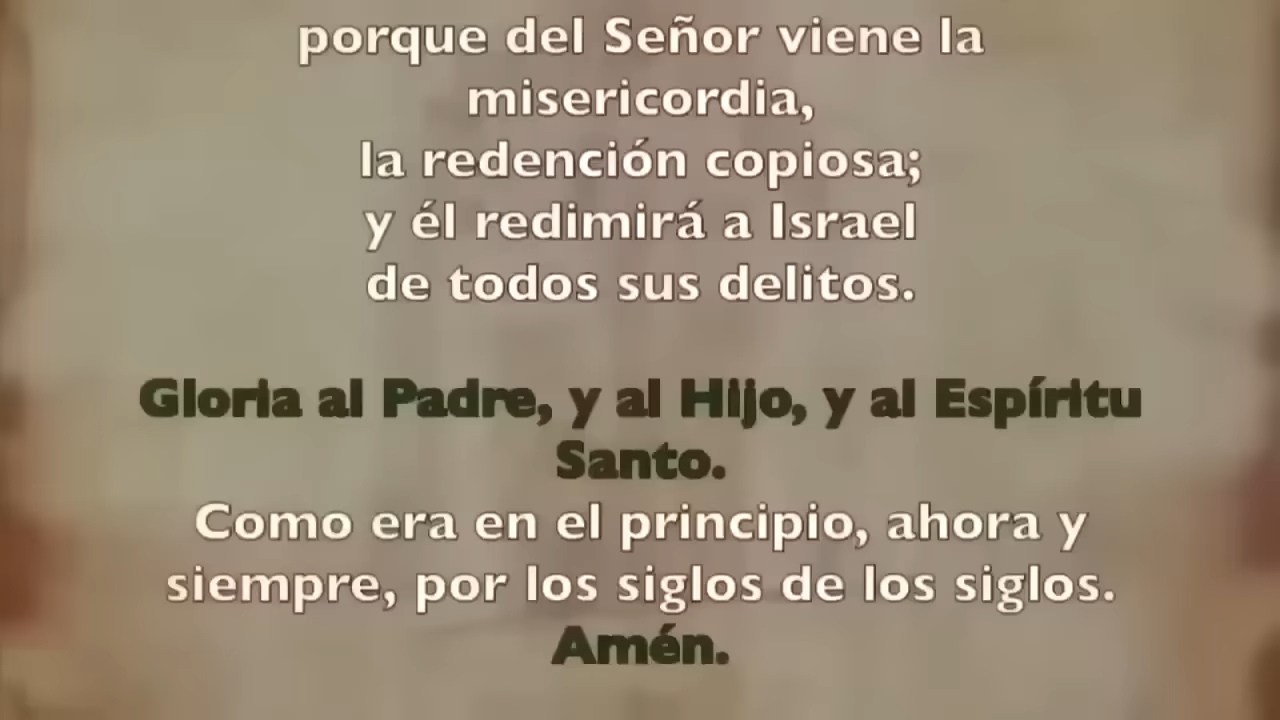 porque del Señor viene la
misericordia,
la redención copiosa;
y él redimirá a Israel
de todos sus delitos.
Gloria al Padre, y al Hijo, y al Espíritu
Santo.
Como era en el principio, ahora y
siempre, por los siglos de los siglos.
Amén.